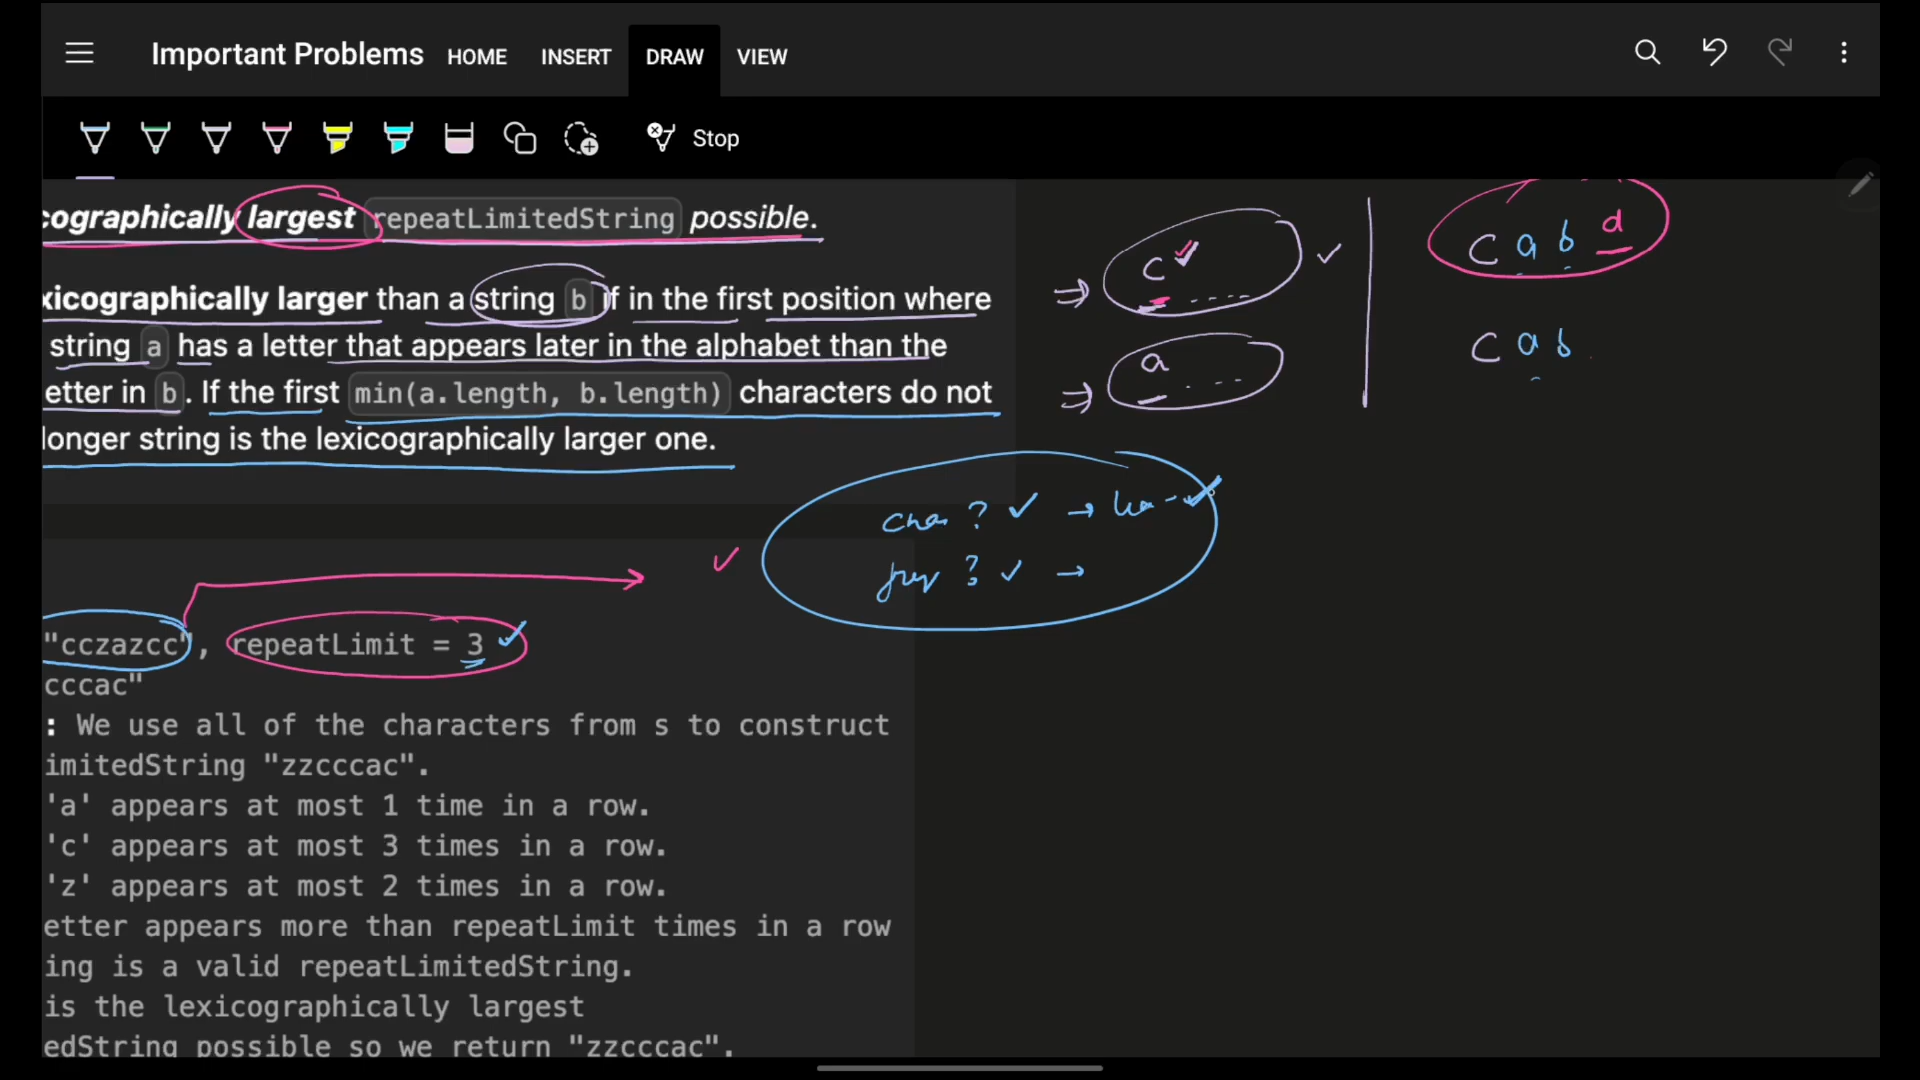 Important Problems HOME INSERT DRAW VIEW
Stop
cographically largest repeatLimitedString possible.
xicographically larger than a string b if in the first position where
string a has a letter that appears later in the alphabet than the
etter in b. If the first min(a.length, b.length) characters do not
longer string is the lexicographically larger one.
c
a
c a b d
c a b
char ? ✓ →
freq ? ✓ →
"cczazcc", repeatLimit = 3
cccac"
: We use all of the characters from s to construct
imitedString "zzcccac".
'a' appears at most 1 time in a row.
'c' appears at most 3 times in a row.
'z' appears at most 2 times in a row.
etter appears more than repeatLimit times in a row
ing is a valid repeatLimitedString.
is the lexicographically largest
edString possible so we return "zzcccac".